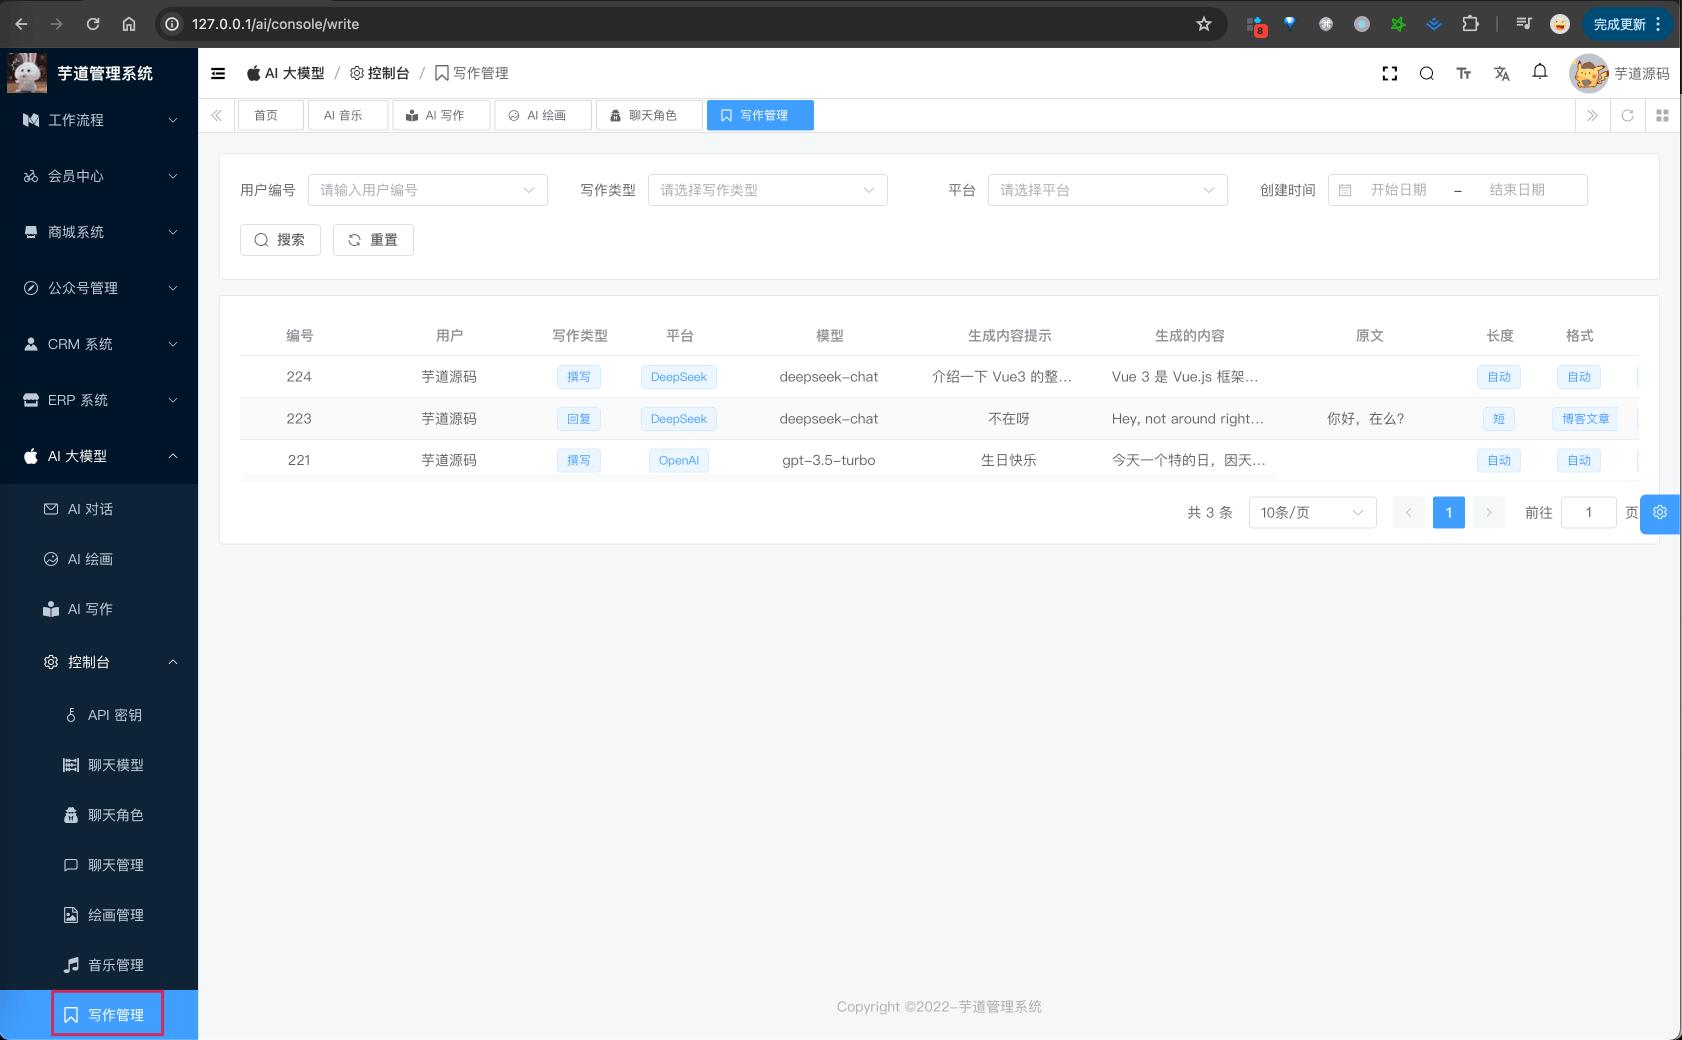 127.0.0.1/ai/console/write
8
完成更新
芋道管理系统
AI 大模型 / 控制台 / 写作管理
芋道源码
首页
AI 音乐
AI 写作
AI 绘画
聊天角色
写作管理
工作流程
会员中心
商城系统
公众号管理
CRM 系统
ERP 系统
AI 大模型
AI 对话
AI 绘画
AI 写作
控制台
API 密钥
聊天模型
聊天角色
聊天管理
绘画管理
音乐管理
写作管理
用户编号 请输入用户编号
写作类型 请选择写作类型
平台 请选择平台
创建时间 开始日期 – 结束日期
搜索
重置
编号 用户 写作类型 平台 模型 生成内容提示 生成的内容 原文 长度 格式
224 芋道源码 撰写 DeepSeek deepseek-chat 介绍一下 Vue3 的整... Vue 3 是 Vue.js 框架... 自动 自动
223 芋道源码 回复 DeepSeek deepseek-chat 不在呀 Hey, not around right... 你好，在么? 短 博客文章
221 芋道源码 撰写 OpenAI gpt-3.5-turbo 生日快乐 今天一个特的日，因天... 自动 自动
共 3 条 10条/页 1 前往 1 页
Copyright ©2022-芋道管理系统